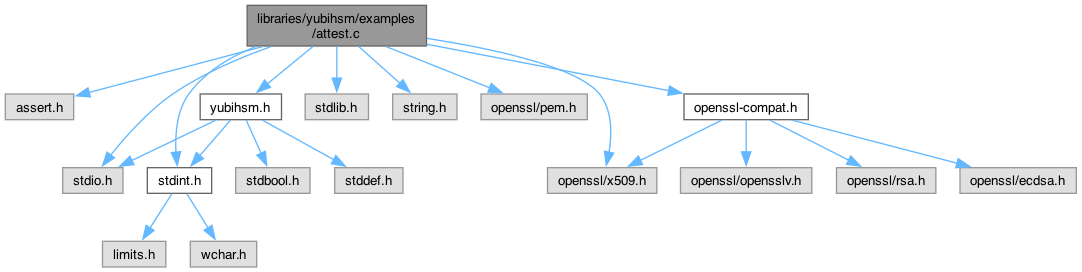 libraries/yubihsm/examples
/attest.c
assert.h
yubihsm.h
stdlib.h
string.h
openssl/pem.h
openssl-compat.h
stdio.h
stdint.h
stdbool.h
stddef.h
openssl/x509.h
openssl/opensslv.h
openssl/rsa.h
openssl/ecdsa.h
limits.h
wchar.h